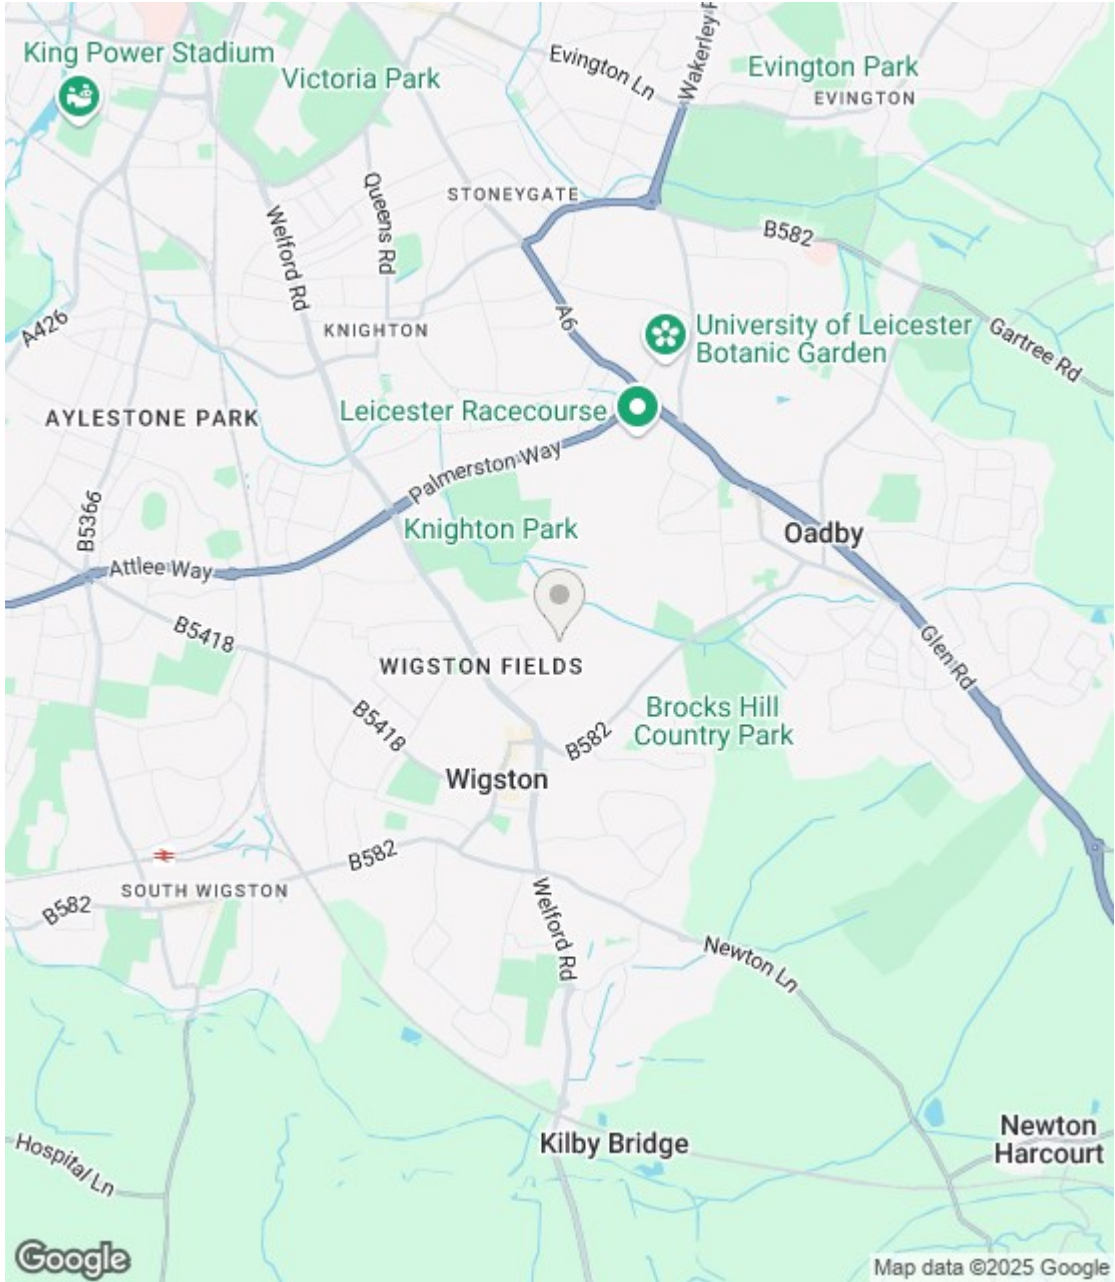 King Power Stadium
Victoria Park
Evington Ln
Wakerley
Evington Park
EVINGTON
STONEYGATE
Queens Rd
Welford Rd
B582
A426
KNIGHTON
A6
University of Leicester
Botanic Garden
Gartree Rd
AYLESTONE PARK
Leicester Racecourse
Palmerston Way
B5366
Knighton Park
Oadby
Attlee Way
B5418
WIGSTON FIELDS
Glen Rd
B5418
B582
Brocks Hill
Country Park
Wigston
B582
SOUTH WIGSTON
B582
Welford Rd
Newton Ln
Kilby Bridge
Newton
Harcourt
Hospital Ln
Google
Map data ©2025 Google